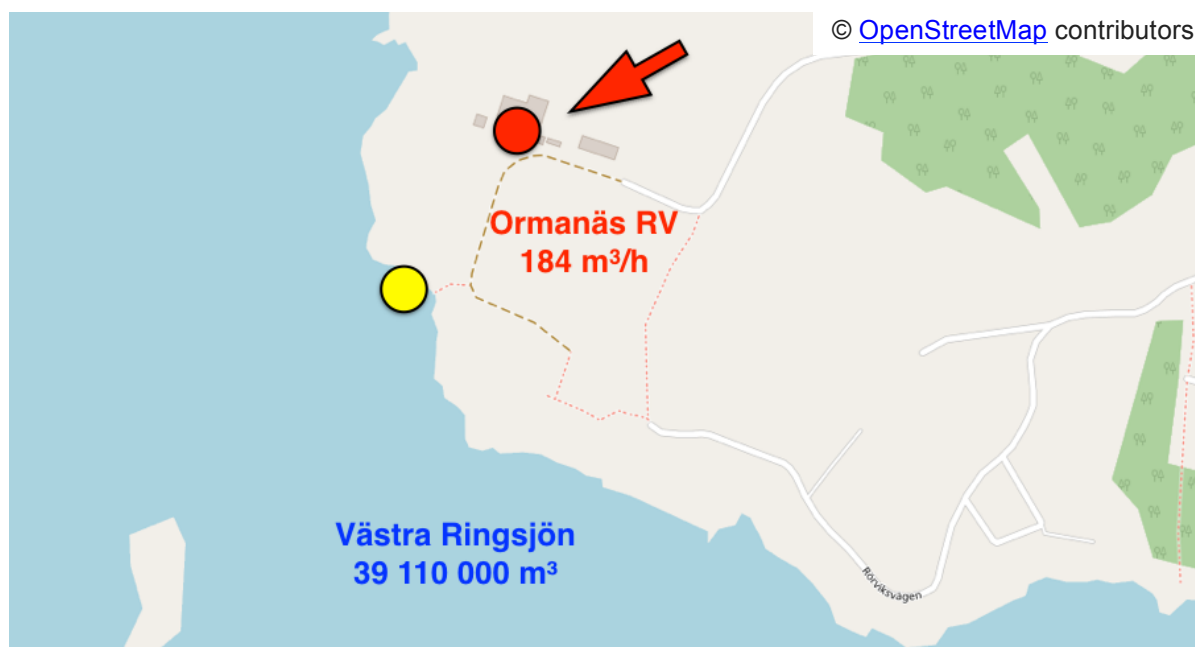 © OpenStreetMap contributors
Ormanäs RV
184 m³/h
Västra Ringsjön
39 110 000 m³
Rörviksvägen